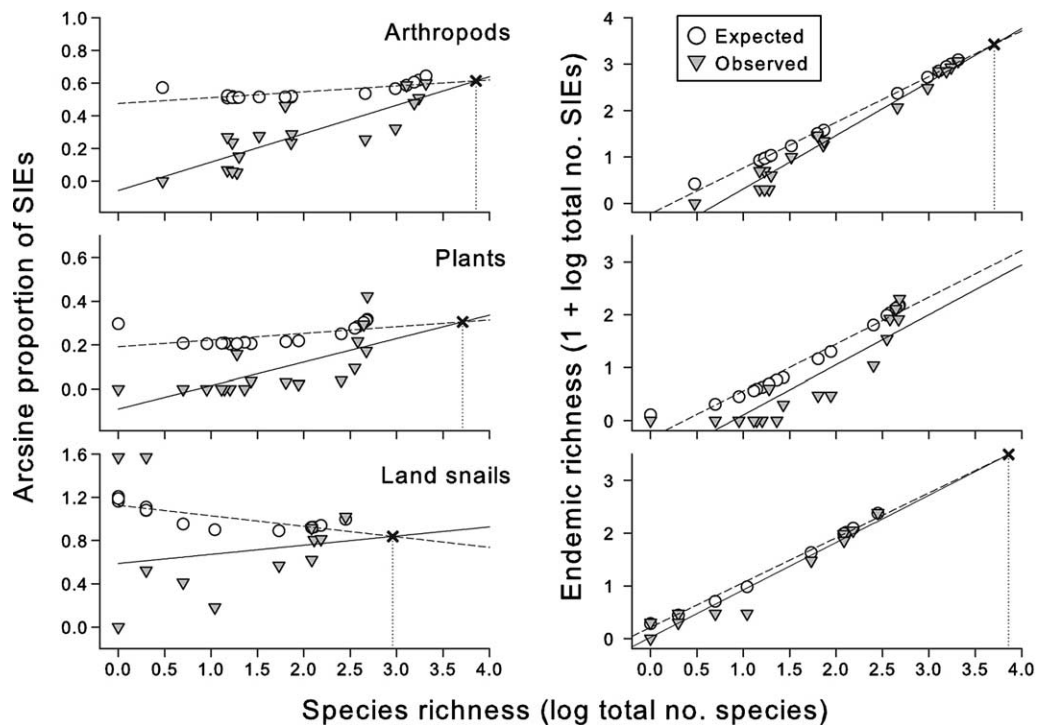 Arthropods
1.0
0.8
0.6
0.4
0.2
0.0
Plants
0.6
0.4
0.2
0.0
Land snails
1.6
1.2
0.8
0.4
0.0
0.0 0.5 1.0 1.5 2.0 2.5 3.0 3.5 4.0
Arcsine proportion of SIEs
Expected
Observed
4
3
2
1
0
3
2
1
0
3
2
1
0
0.0 0.5 1.0 1.5 2.0 2.5 3.0 3.5 4.0
Endemic richness (1 + log total no. SIEs)
Species richness (log total no. species)